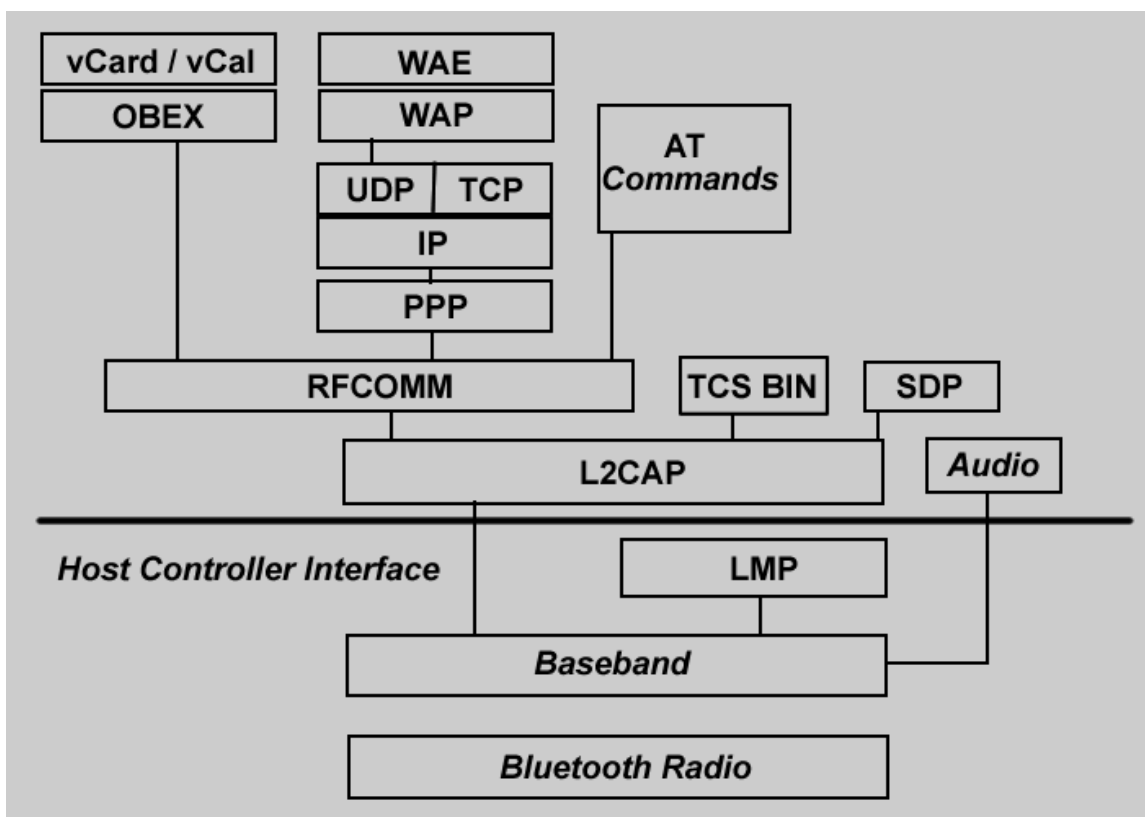 vCard / vCal
WAE
OBEX
WAP
AT
Commands
UDP
TCP
IP
PPP
RFCOMM
TCS BIN
SDP
L2CAP
Audio
Host Controller Interface
LMP
Baseband
Bluetooth Radio